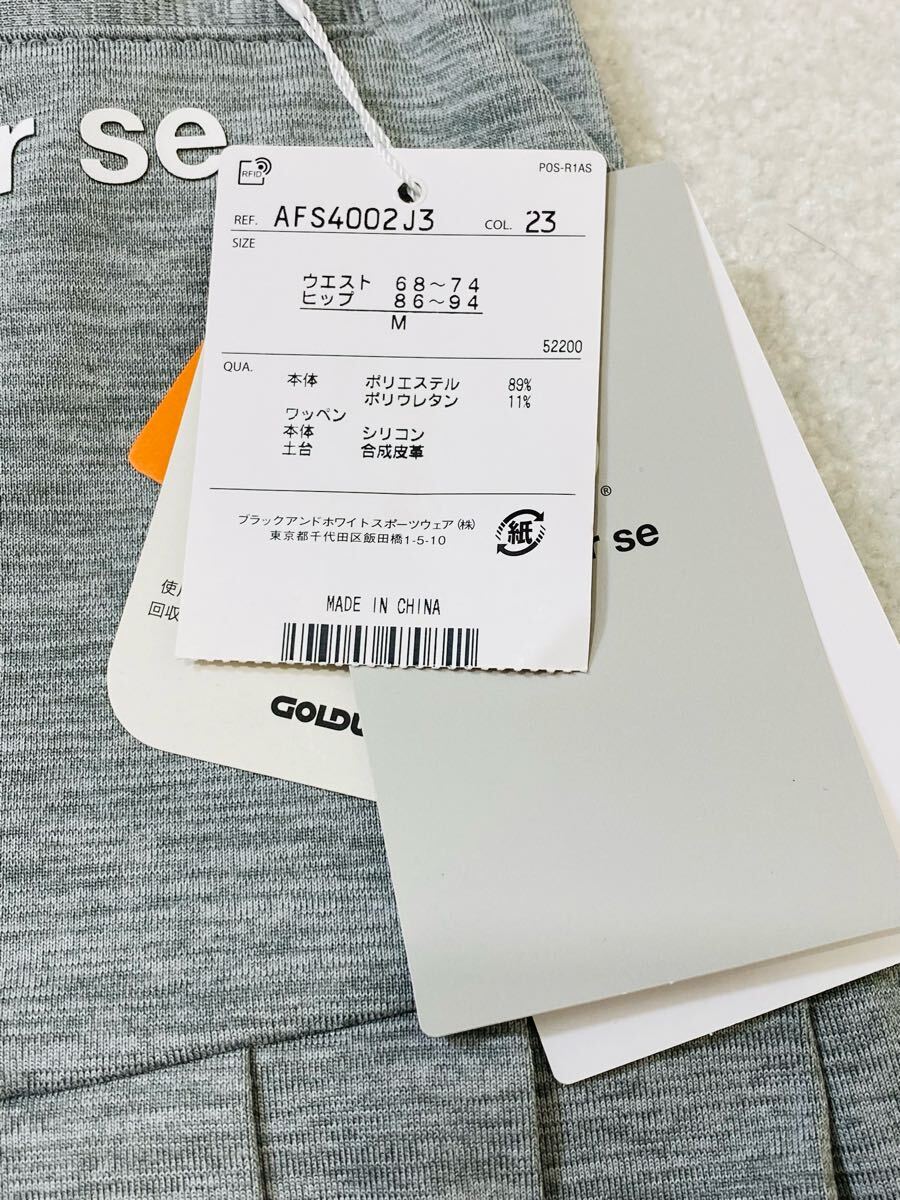 r se
RFID
POS-R1AS
REF. AFS4002J3 COL. 23
SIZE
ウエスト 68〜74
ヒップ 86〜94
M
52200
QUA.
本体 ポリエステル 89%
ポリウレタン 11%
ワッペン
本体 シリコン
土台 合成皮革
ブラックアンドホワイトスポーツウェア(株)
東京都千代田区飯田橋1-5-10
紙
MADE IN CHINA
®
r se
使
回収
GOLD